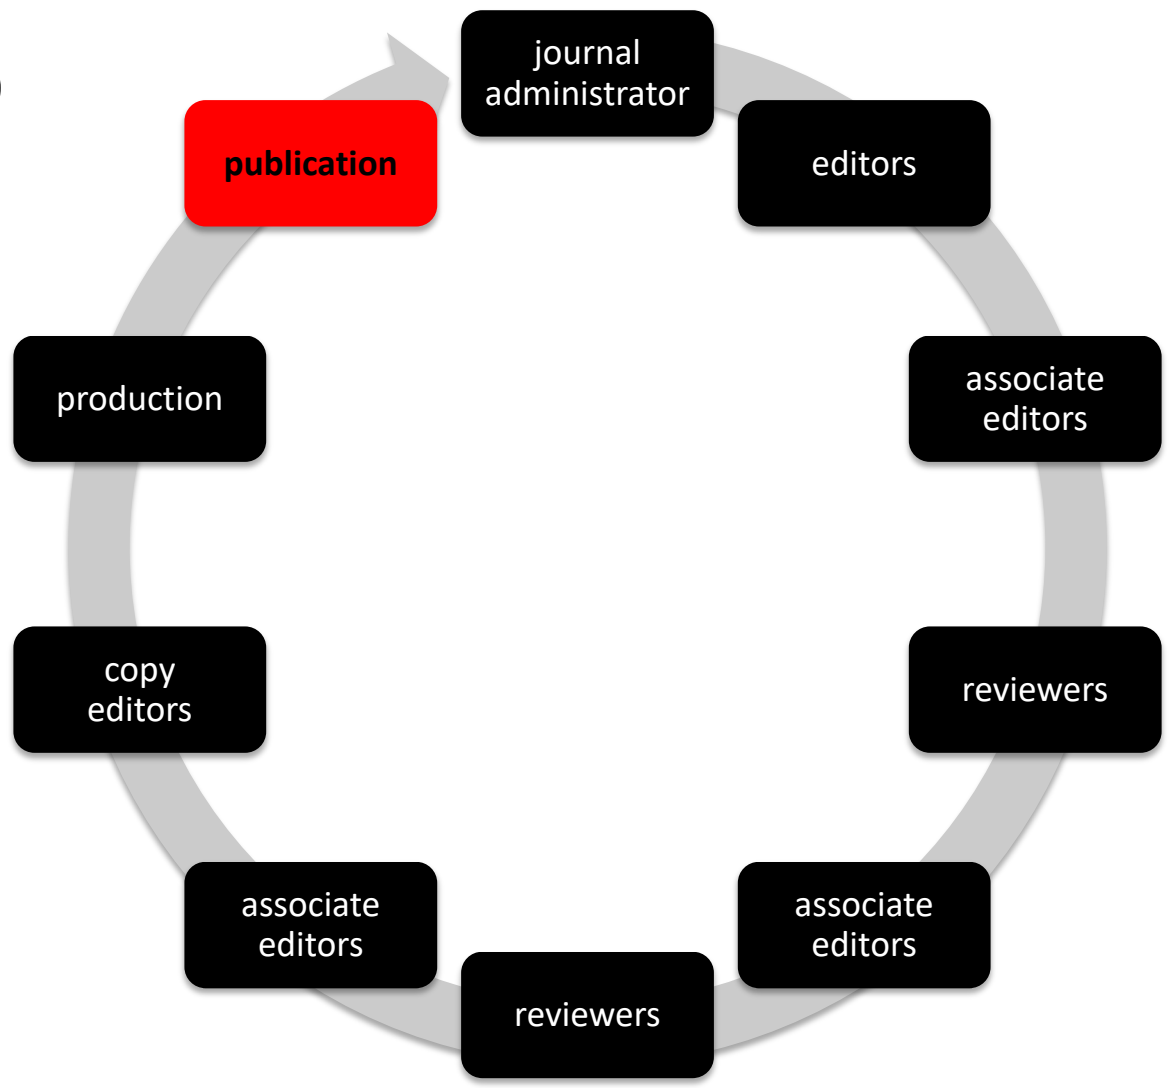 journal
administrator
editors
associate
editors
reviewers
associate
editors
reviewers
associate
editors
copy
editors
production
publication